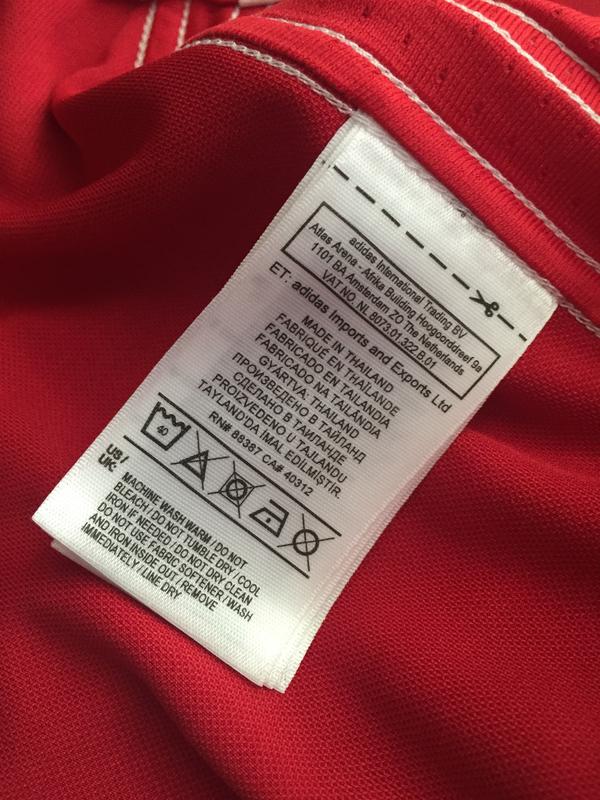 adidas International Trading BV
Atlas Arena - Afrika Building Hoogoorddreef 9a
1101 BA Amsterdam ZO The Netherlands
VAT NO. NL 8073.01.322.B.01
ET: adidas Imports and Exports Ltd
MADE IN THAILAND
FABRIQUÉ EN THAÏLANDE
FABRICADO EN TAILANDIA
FABRICADO NA TAILÂNDIA
GYÁRTVA: THAILAND
ПРОИЗВЕДЕНО В ТАЙЛАНД
СДЕЛАНО В ТАИЛАНДЕ
PROIZVEDENO U TAJLANDU
TAYLAND'DA İMAL EDİLMİŞTİR.
RN# 88387 CA# 40312
40
US /
UK:
MACHINE WASH WARM / DO NOT
BLEACH / DO NOT TUMBLE DRY / COOL
IRON IF NEEDED / DO NOT DRY CLEAN
DO NOT USE FABRIC SOFTENER / WASH
AND IRON INSIDE OUT / REMOVE
IMMEDIATELY / LINE DRY